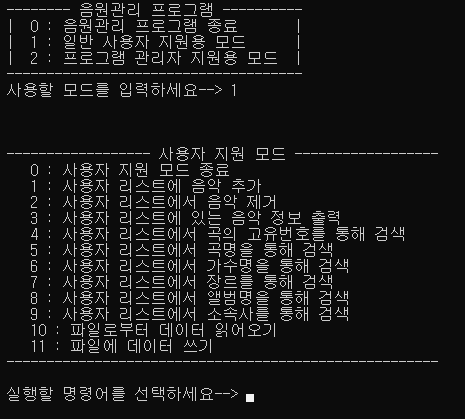 -------- 음원관리 프로그램 ----------
|  0 : 음원관리 프로그램 종료       |
|  1 : 일반 사용자 지원용 모드      |
|  2 : 프로그램 관리자 지원용 모드  |
-------------------------------------
사용할 모드를 입력하세요--> 1
------------------ 사용자 지원 모드 ------------------
0 : 사용자 지원 모드 종료
1 : 사용자 리스트에 음악 추가
2 : 사용자 리스트에서 음악 제거
3 : 사용자 리스트에 있는 음악 정보 출력
4 : 사용자 리스트에서 곡의 고유번호를 통해 검색
5 : 사용자 리스트에서 곡명을 통해 검색
6 : 사용자 리스트에서 가수명을 통해 검색
7 : 사용자 리스트에서 장르를 통해 검색
8 : 사용자 리스트에서 앨범명을 통해 검색
9 : 사용자 리스트에서 소속사를 통해 검색
10 : 파일로부터 데이터 읽어오기
11 : 파일에 데이터 쓰기
------------------------------------------------------
실행할 명령어를 선택하세요-->